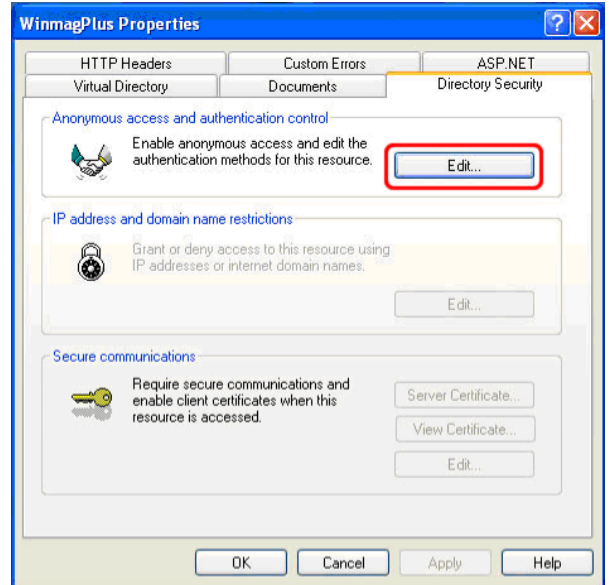 WinmagPlus Properties
HTTP Headers
Custom Errors
ASP.NET
Virtual Directory
Documents
Directory Security
Anonymous access and authentication control
Enable anonymous access and edit the
authentication methods for this resource.
Edit...
IP address and domain name restrictions
Grant or deny access to this resource using
IP addresses or internet domain names.
Edit...
Secure communications
Require secure communications and
enable client certificates when this
resource is accessed.
Server Certificate...
View Certificate...
Edit...
OK
Cancel
Apply
Help